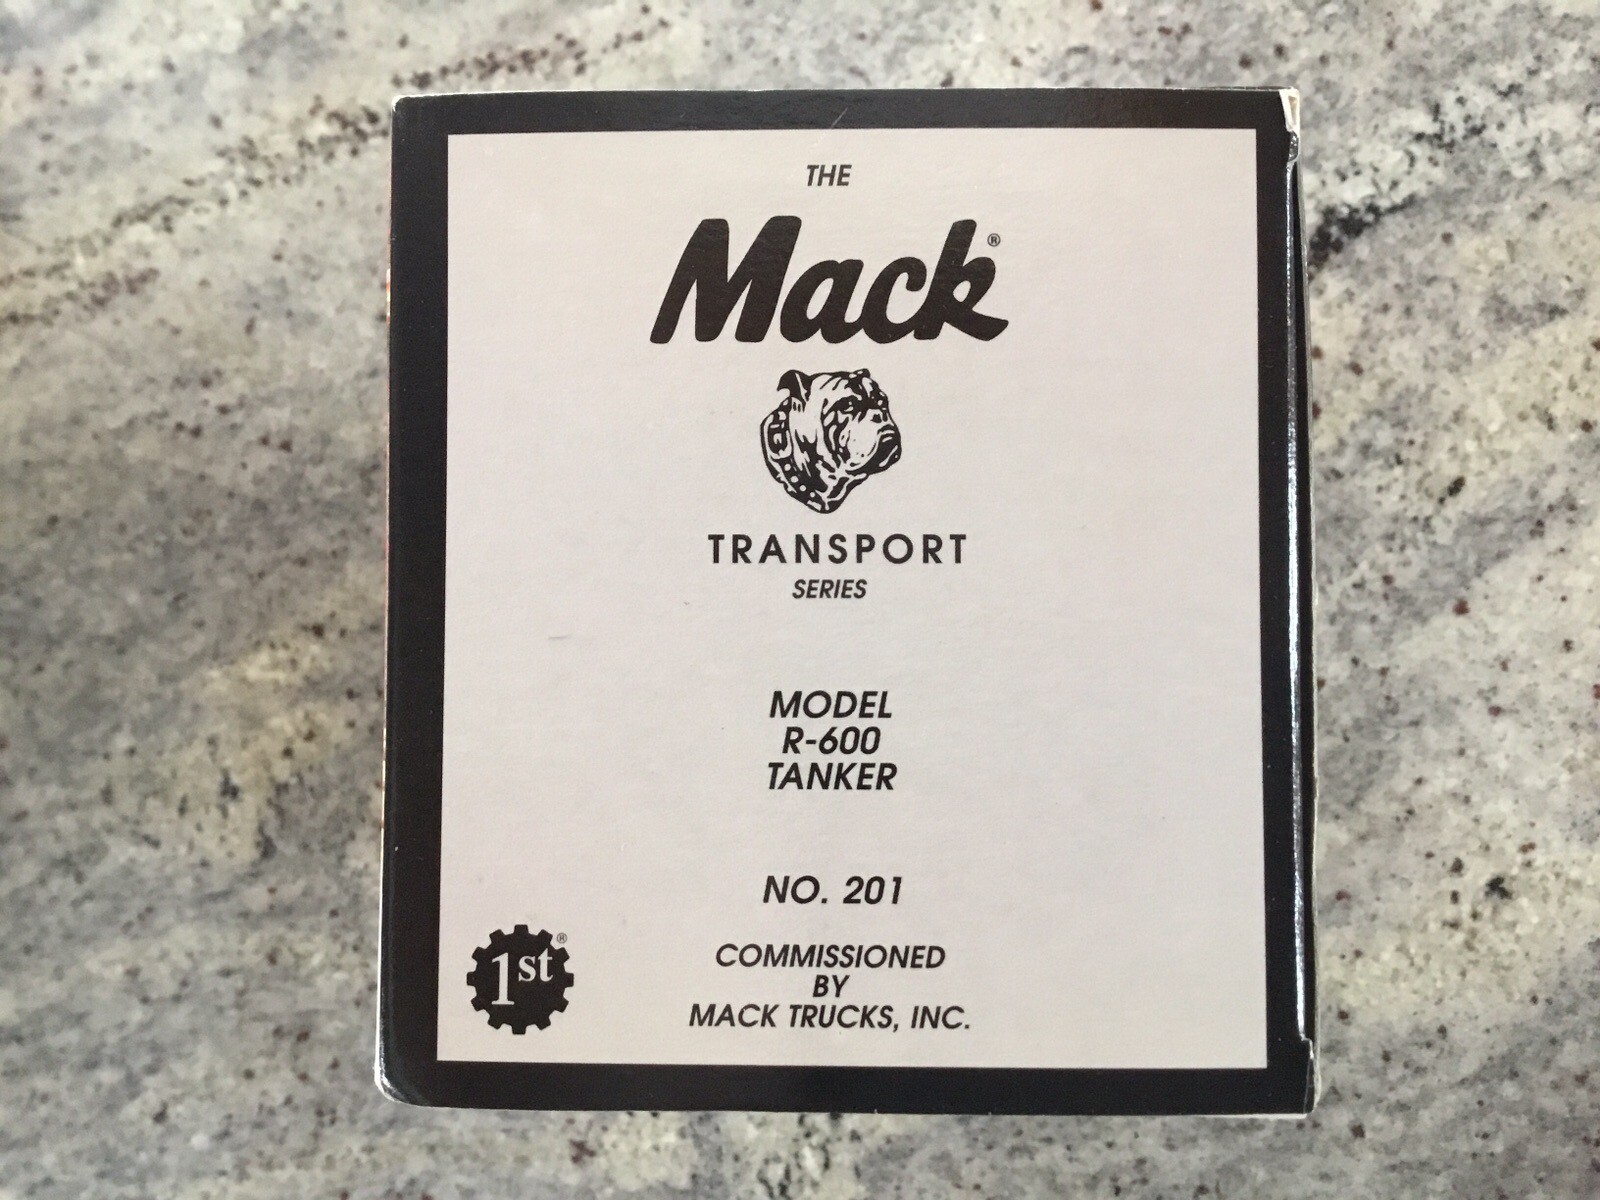 THE
Mack®
TRANSPORT
SERIES
MODEL
R-600
TANKER
NO. 201
1st®
COMMISSIONED
BY
MACK TRUCKS, INC.